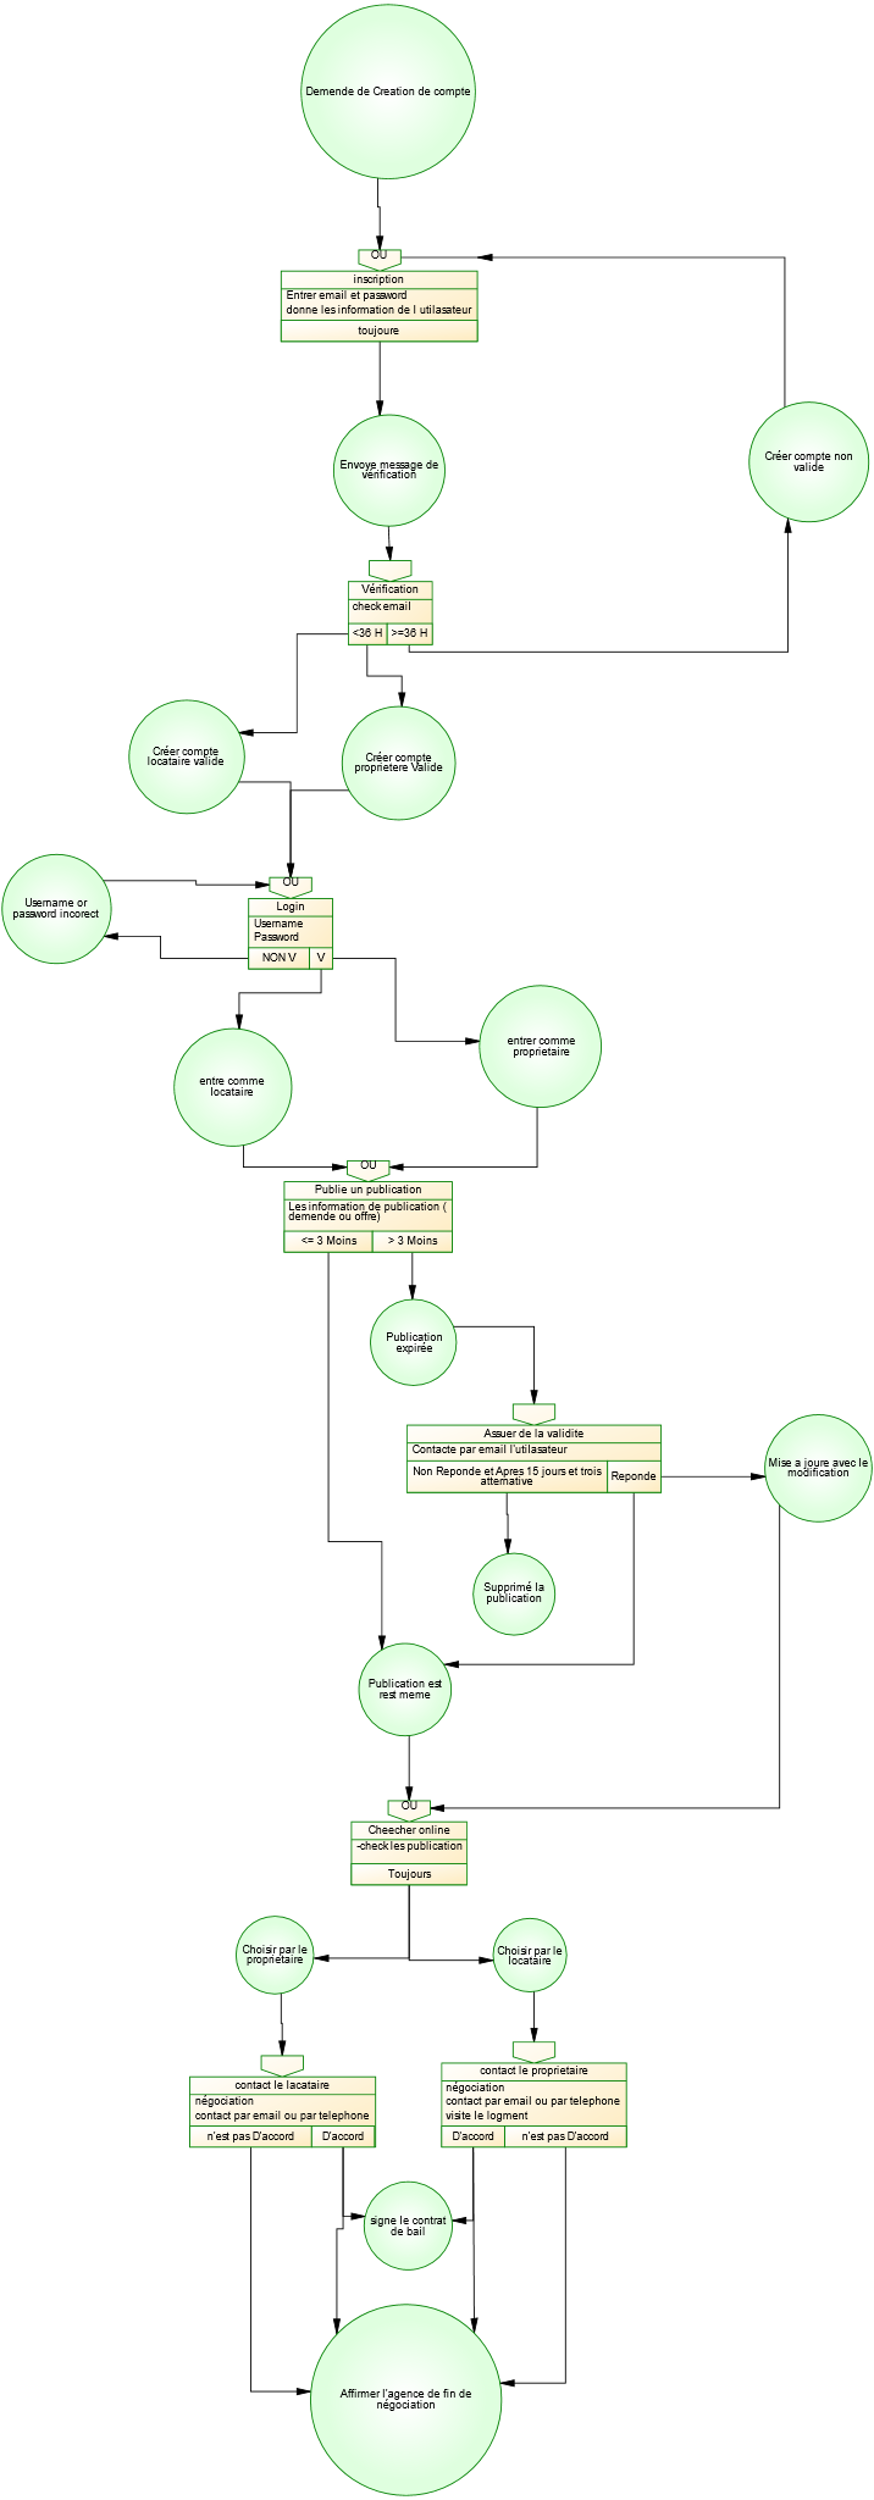 Demende de Creation de compte
OU
inscription
Entrer email et password
donne les information de l utilasateur
toujoure
Envoye message de
vérification
Créer compte non
valide
Vérification
check email
<36 H
>=36 H
Créer compte
locataire valide
Créer compte
proprietere Valide
OU
Username or
password incorect
Login
Username
Password
NON V
V
entre comme
locataire
entrer comme
proprietaire
OU
Publie un publication
Les information de publication (
demende ou offre)
<= 3 Moins
> 3 Moins
Publication
expirée
Assuer de la validite
Contacte par email l'utilasateur
Non Reponde et Apres 15 jours et trois
atternative
Reponde
Mise a joure avec le
modification
Supprimé la
publication
Publication est
rest meme
OU
Cheecher online
-check les publication
Toujours
Choisir par le
proprietaire
Choisir par le
locataire
contact le lacataire
négociation
contact par email ou par telephone
n'est pas D'accord
D'accord
contact le proprietaire
négociation
contact par email ou par telephone
visite le logment
D'accord
n'est pas D'accord
signe le contrat
de bail
Affirmer l'agence de fin de
négociation